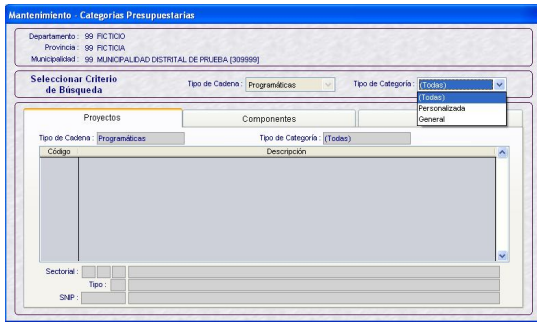 Mantenimiento - Categorias Presupuestarias
Departamento : 99 FICTICIO
Provincia : 99 FICTICIA
Municipalidad : 99 MUNICIPALIDAD DISTRITAL DE PRUEBA [309999]
Seleccionar Criterio de Búsqueda
Tipo de Cadena : Programáticas
Tipo de Categoría : (Todas)
(Todas)
Personalizada
General
Proyectos
Componentes
Tipo de Cadena : Programáticas
Tipo de Categoría : (Todas)
Código
Descripción
Sectorial :
Tipo :
SNIP :